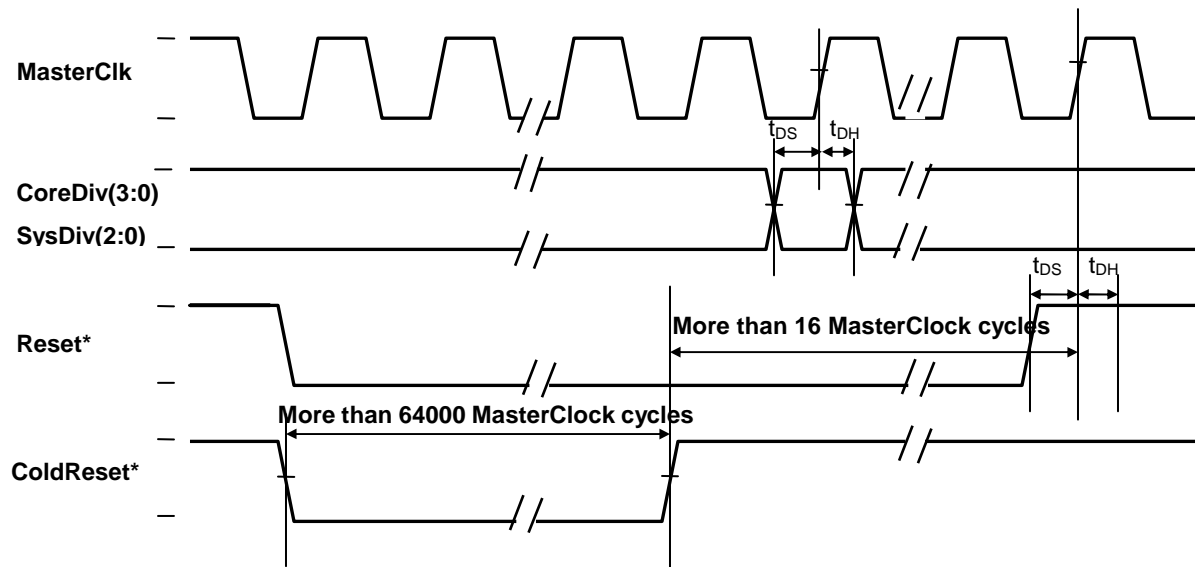 MasterClk
tDS
tDH
CoreDiv(3:0)
SysDiv(2:0)
tDS
tDH
More than 16 MasterClock cycles
Reset*
More than 64000 MasterClock cycles
ColdReset*